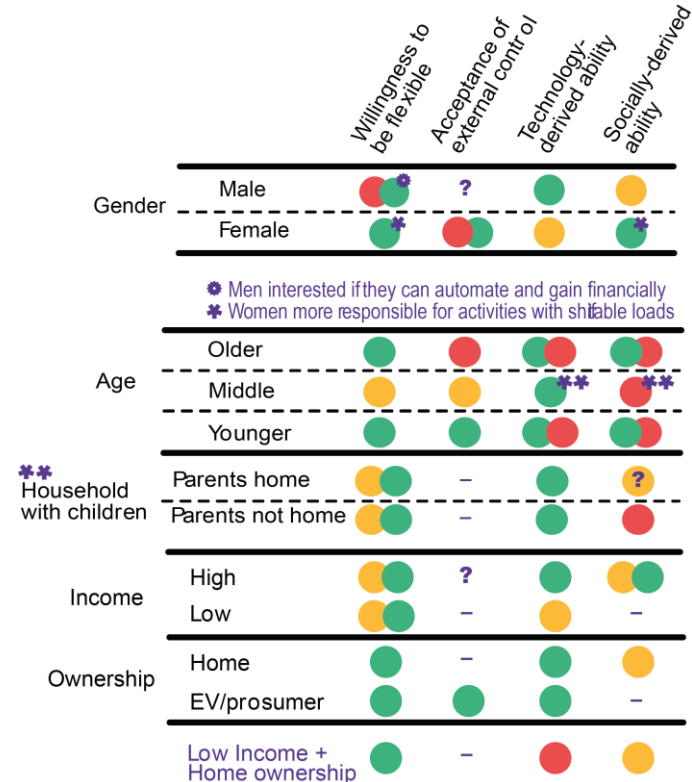 Willingness to
be flexible
Acceptance of
external control
Technology-
derived ability
Socially-derived
ability
Gender
Male
?
Female
Men interested if they can automate and gain financially
Women more responsible for activities with shiftable loads
Age
Older
Middle
**
**
Younger
**
Household
with children
Parents home
–
?
Parents not home
–
Income
High
?
Low
–
–
Ownership
Home
–
EV/prosumer
–
Low Income +
Home ownership
–